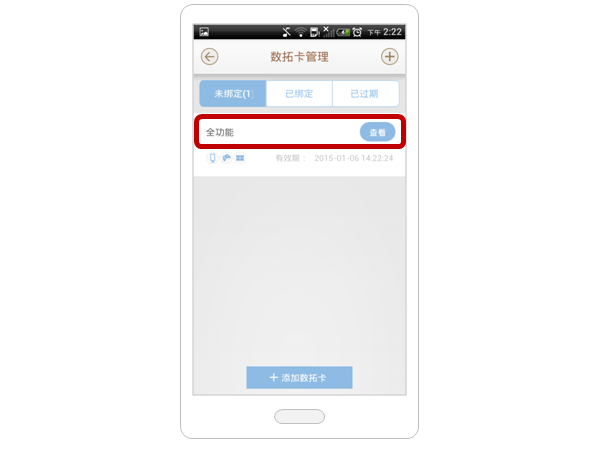 下午 2:22
数拓卡管理
未绑定(1)
已绑定
已过期
全功能
查看
有效期： 2015-01-06 14:22:24
+ 添加数拓卡